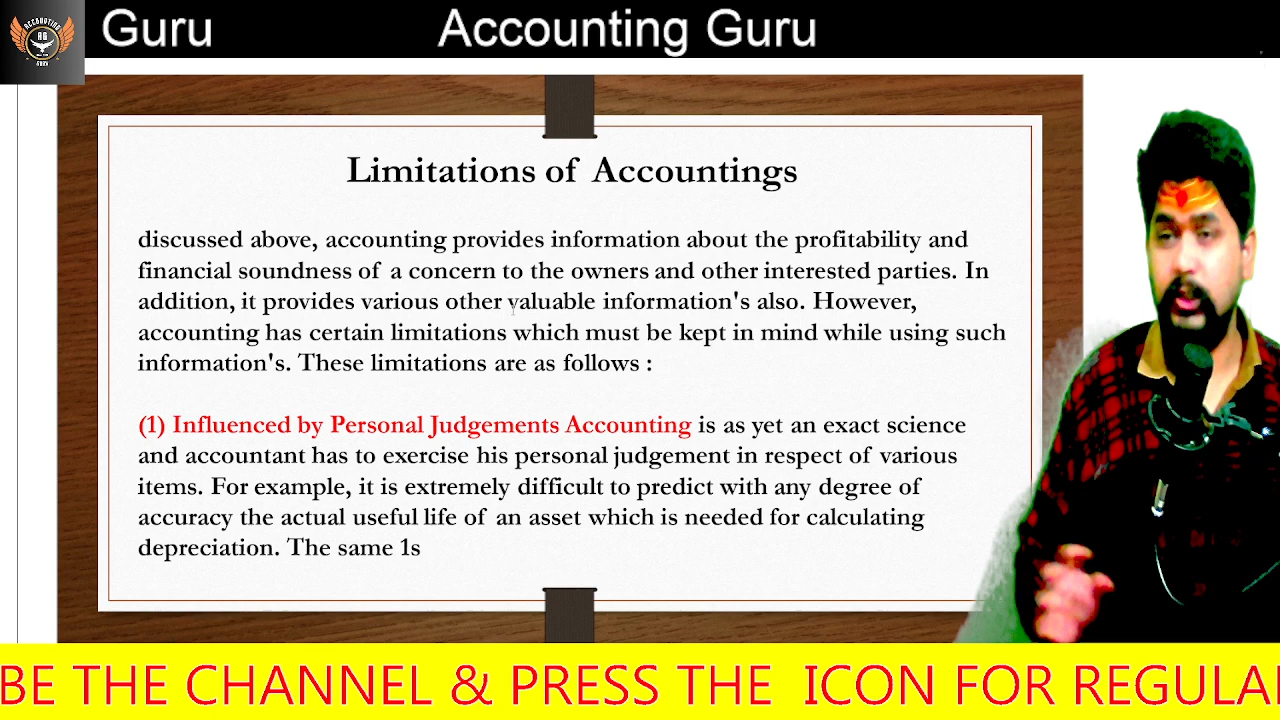 Guru Accounting Guru
ACCOUNTING
AG
GURU
Limitations of Accountings
discussed above, accounting provides information about the profitability and
financial soundness of a concern to the owners and other interested parties. In
addition, it provides various other valuable information's also. However,
accounting has certain limitations which must be kept in mind while using such
information's. These limitations are as follows :
(1) Influenced by Personal Judgements Accounting is as yet an exact science
and accountant has to exercise his personal judgement in respect of various
items. For example, it is extremely difficult to predict with any degree of
accuracy the actual useful life of an asset which is needed for calculating
depreciation. The same 1s
BE THE CHANNEL & PRESS THE ICON FOR REGULA